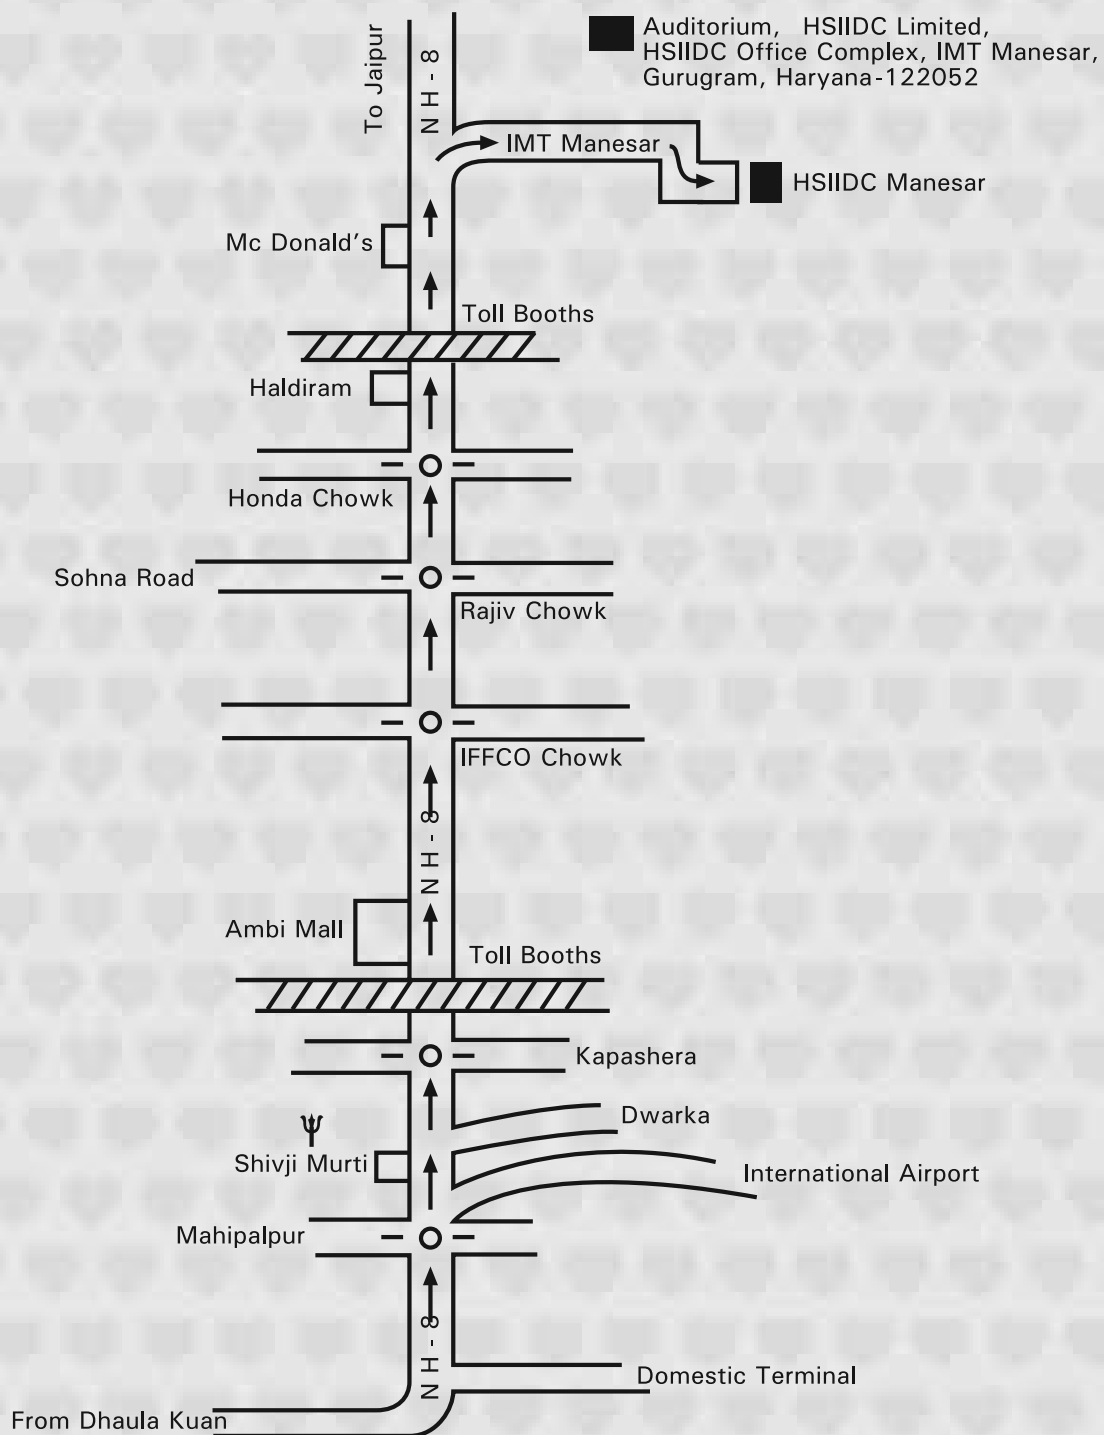 Auditorium, HSIIDC Limited,
HSIIDC Office Complex, IMT Manesar,
Gurugram, Haryana-122052
To Jaipur
NH-8
IMT Manesar
HSIIDC Manesar
Mc Donald's
Toll Booths
Haldiram
Honda Chowk
Sohna Road
Rajiv Chowk
IFFCO Chowk
NH-8
Ambi Mall
Toll Booths
Kapashera
Dwarka
Shivji Murti
International Airport
Mahipalpur
NH-8
Domestic Terminal
From Dhaula Kuan